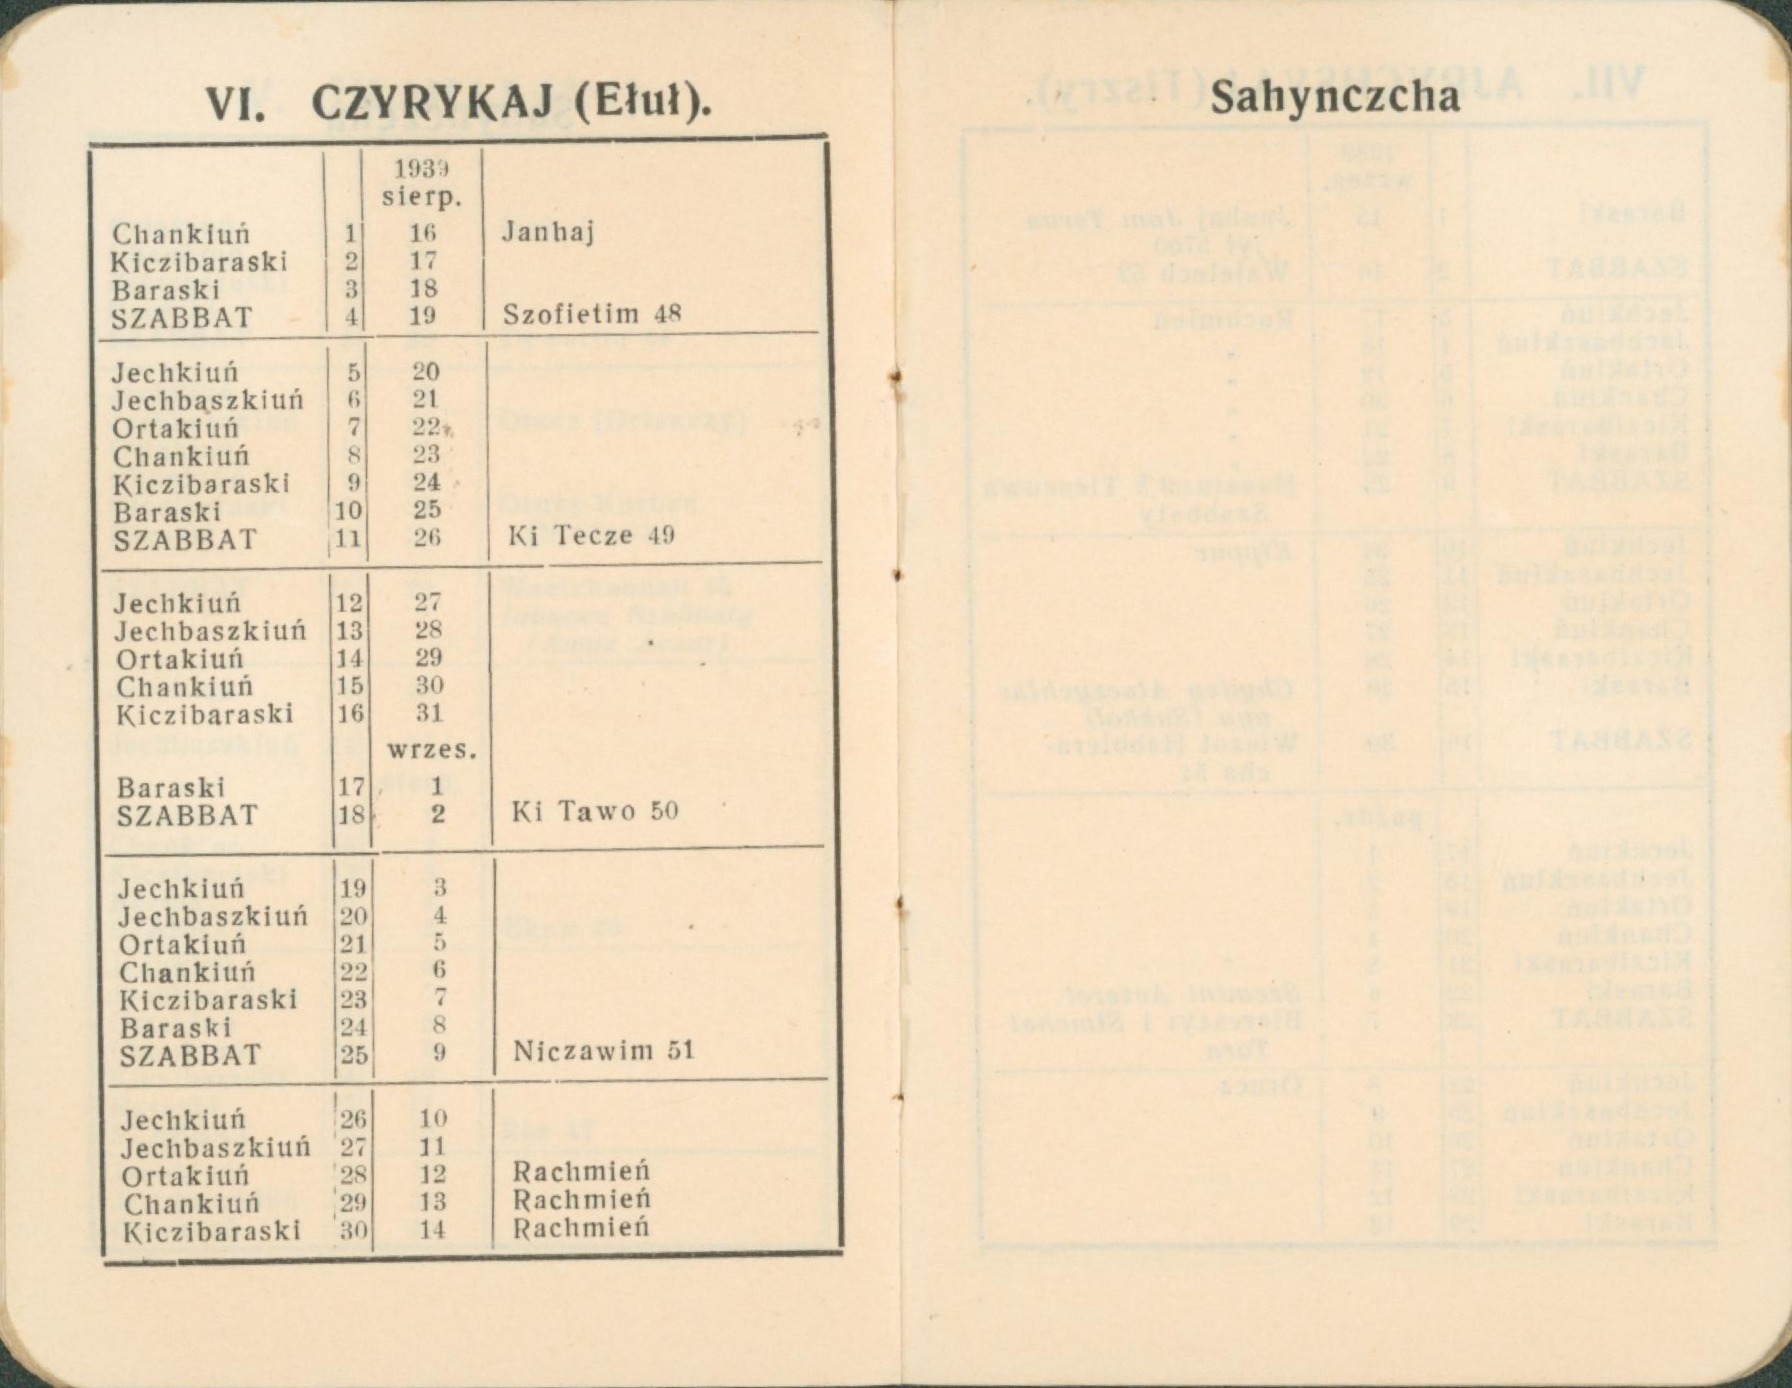 VI. CZYRYKAJ (Ełuł).
1939
sierp.
Chankiuń 1 16 Janhaj
Kiczibaraski 2 17
Baraski 3 18
SZABBAT 4 19 Szofietim 48
Jechkiuń 5 20
Jechbaszkiuń 6 21
Ortakiuń 7 22
Chankiuń 8 23
Kiczibaraski 9 24
Baraski 10 25
SZABBAT 11 26 Ki Tecze 49
Jechkiuń 12 27
Jechbaszkiuń 13 28
Ortakiuń 14 29
Chankiuń 15 30
Kiczibaraski 16 31
wrzes.
Baraski 17 1
SZABBAT 18 2 Ki Tawo 50
Jechkiuń 19 3
Jechbaszkiuń 20 4
Ortakiuń 21 5
Chankiuń 22 6
Kiczibaraski 23 7
Baraski 24 8
SZABBAT 25 9 Niczawim 51
Jechkiuń 26 10
Jechbaszkiuń 27 11
Ortakiuń 28 12 Rachmień
Chankiuń 29 13 Rachmień
Kiczibaraski 30 14 Rachmień
Sahynczcha